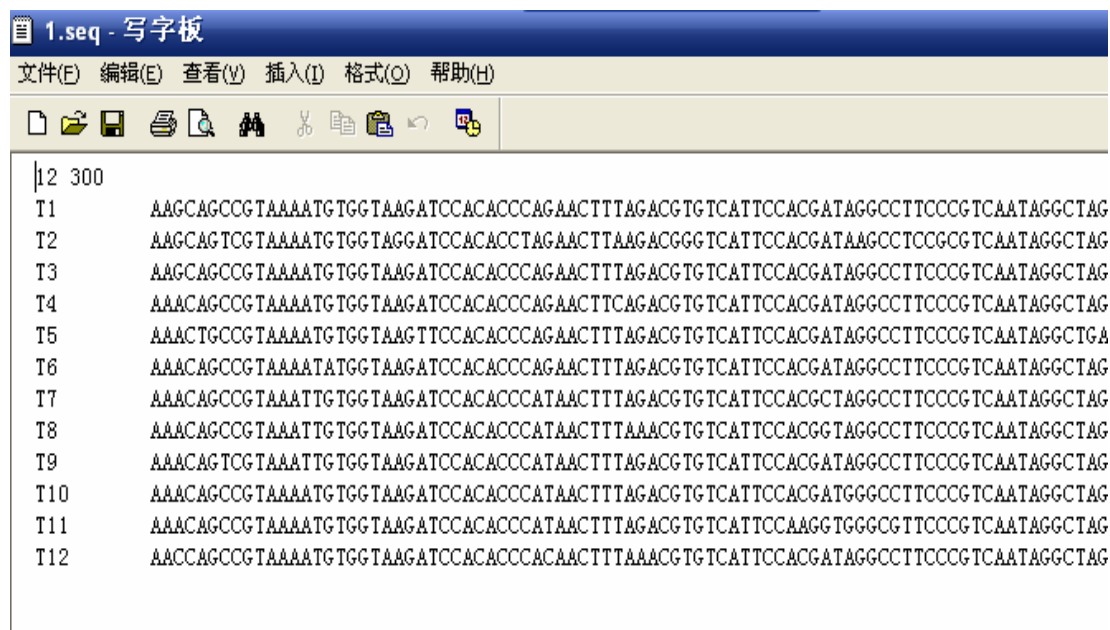 1.seq - 写字板
文件(F) 编辑(E) 查看(V) 插入(I) 格式(O) 帮助(H)
12 300
T1 AAGCAGCCGTAAAATGTGGTAAGATCCACACCCAGAACTTTAGACGTGTCATTCCACGATAGGCCTTCCCGTCAATAGGCTAG
T2 AAGCAGTCGTAAAATGTGGTAGGATCCACACCTAGAACTTAAGACGGGTCATTCCACGATAAGCCTCCGCGTCAATAGGCTAG
T3 AAGCAGCCGTAAAATGTGGTAAGATCCACACCCAGAACTTTAGACGTGTCATTCCACGATAGGCCTTCCCGTCAATAGGCTAG
T4 AAACAGCCGTAAAATGTGGTAAGATCCACACCCAGAACTTCAGACGTGTCATTCCACGATAGGCCTTCCCGTCAATAGGCTAG
T5 AAACTGCCGTAAAATGTGGTAAGTTCCACACCCAGAACTTTAGACGTGTCATTCCACGATAGGCCTTCCCGTCAATAGGCTGA
T6 AAACAGCCGTAAAATATGGTAAGATCCACACCCAGAACTTTAGACGTGTCATTCCACGATAGGCCTTCCCGTCAATAGGCTAG
T7 AAACAGCCGTAAATTGTGGTAAGATCCACACCCATAACTTTAGACGTGTCATTCCACGCTAGGCCTTCCCGTCAATAGGCTAG
T8 AAACAGCCGTAAATTGTGGTAAGATCCACACCCATAACTTTAAACGTGTCATTCCACGGTAGGCCTTCCCGTCAATAGGCTAG
T9 AAACAGTCGTAAATTGTGGTAAGATCCACACCCATAACTTTAGACGTGTCATTCCACGATAGGCCTTCCCGTCAATAGGCTAG
T10 AAACAGCCGTAAAATGTGGTAAGATCCACACCCATAACTTTAGACGTGTCATTCCACGATGGGCCTTCCCGTCAATAGGCTAG
T11 AAACAGCCGTAAAATGTGGTAAGATCCACACCCATAACTTTAGACGTGTCATTCCAAGGTGGGCGTTCCCGTCAATAGGCTAG
T12 AACCAGCCGTAAAATGTGGTAAGATCCACACCCACAACTTTAAACGTGTCATTCCACGATAGGCCTTCCCGTCAATAGGCTAG